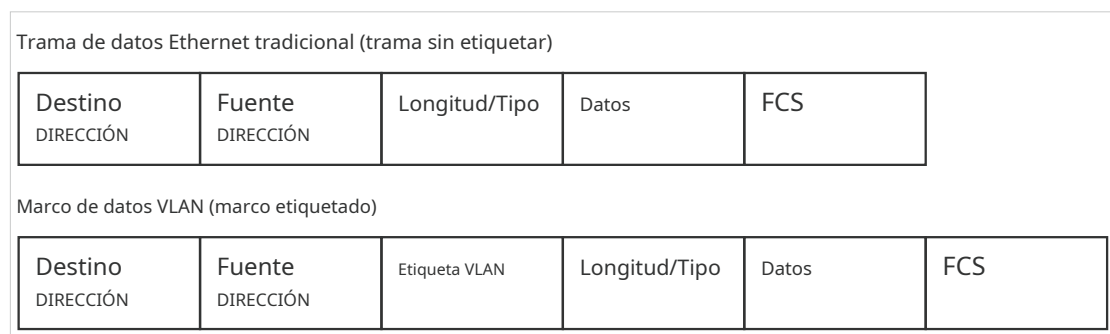 Trama de datos Ethernet tradicional (trama sin etiquetar)
Destino Fuente Longitud/Tipo Datos FCS
DIRECCIÓN DIRECCIÓN
Marco de datos VLAN (marco etiquetado)
Destino Fuente Etiqueta VLAN Longitud/Tipo Datos FCS
DIRECCIÓN DIRECCIÓN